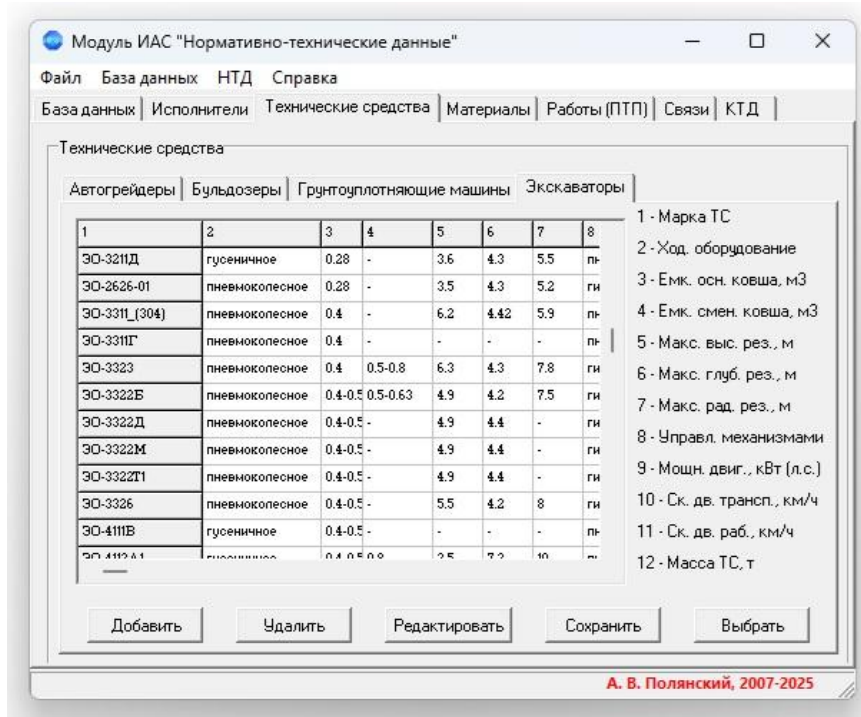 Модуль ИАС "Нормативно-технические данные"
Файл База данных НТД Справка
База данных Исполнители Технические средства Материалы Работы (ПТП) Связи КТД
Технические средства
Автогрейдеры Бульдозеры Грунтоуплотняющие машины Экскаваторы
1 2 3 4 5 6 7 8
ЭО-3211Д гусеничное 0.28 - 3.6 4.3 5.5
ЭО-2626-01 пневмоколесное 0.28 - 3.5 4.3 5.2 ги
ЭО-3311_(304) пневмоколесное 0.4 - 6.2 4.42 5.9
ЭО-3311Г пневмоколесное 0.4 - - - -
ЭО-3323 пневмоколесное 0.4 0.5-0.8 6.3 4.3 7.8 ги
ЭО-3322Б пневмоколесное 0.4-0.5 0.5-0.63 4.9 4.2 7.5 ги
ЭО-3322Д пневмоколесное 0.4-0.5 - 4.9 4.4 - ги
ЭО-3322М пневмоколесное 0.4-0.5 - 4.9 4.4 - ги
ЭО-3322Т1 пневмоколесное 0.4-0.5 - 4.9 4.4 - ги
ЭО-3326 пневмоколесное 0.4-0.5 - 5.5 4.2 8 ги
ЭО-4111В гусеничное 0.4-0.5 - - - -
1 - Марка ТС
2 - Ход. оборудование
3 - Емк. осн. ковша, м3
4 - Емк. смен. ковша, м3
5 - Макс. выс. рез., м
6 - Макс. глуб. рез., м
7 - Макс. рад. рез., м
8 - Управл. механизмами
9 - Мощн. двиг., кВт (л.с.)
10 - Ск. дв. трансп., км/ч
11 - Ск. дв. раб., км/ч
12 - Масса ТС, т
Добавить Удалить Редактировать Сохранить Выбрать
А. В. Полянский, 2007-2025